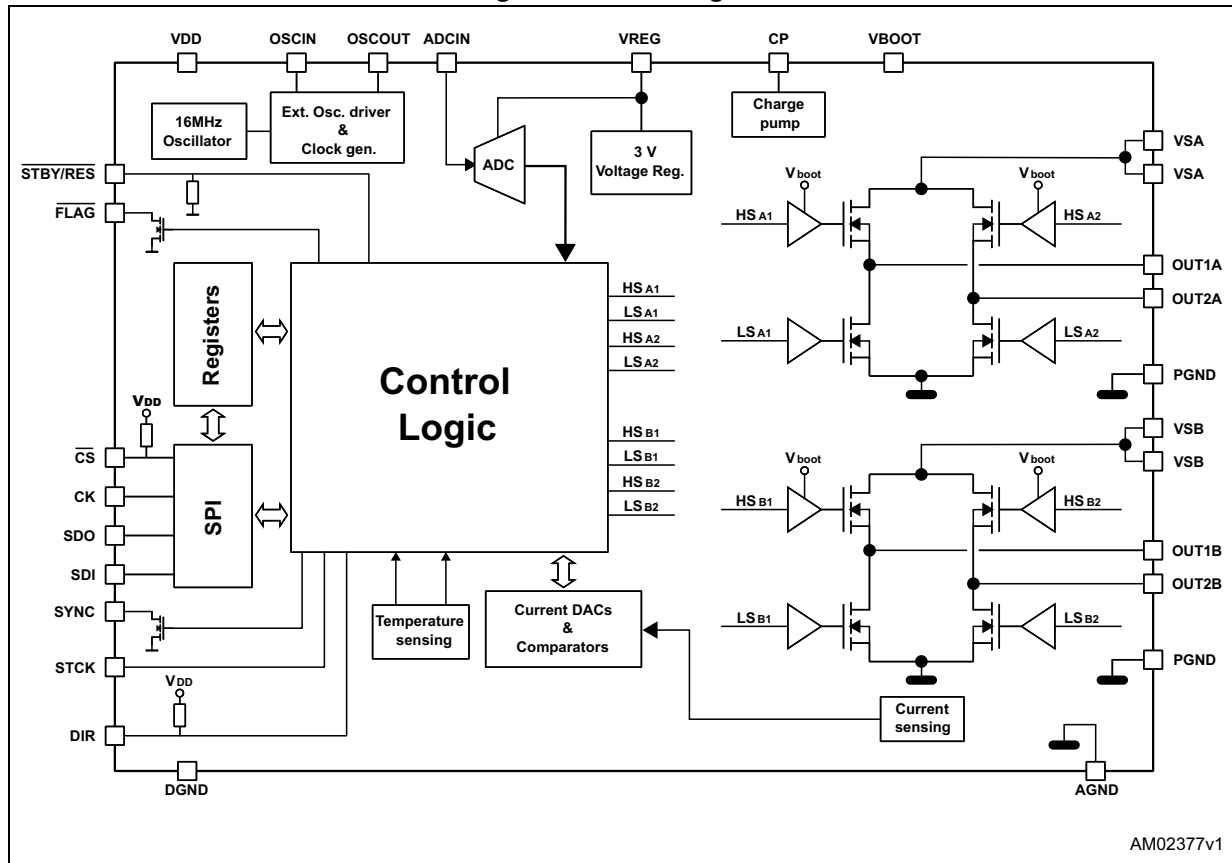 VDD
OSCIN
OSCOUT
ADCIN
VREG
CP
VBOOT
16MHz
Oscillator
Ext. Osc. driver
&
Clock gen.
ADC
3 V
Voltage Reg.
Charge
pump
VSA
VSA
STBY/RES
FLAG
Vboot
Vboot
HSA1
HSA2
OUT1A
OUT2A
LSA1
LSA2
PGND
Registers
Control
Logic
HSA1
LSA1
HSA2
LSA2
HSB1
LSB1
HSB2
LSB2
VDD
CS
CK
SDO
SDI
SPI
VSB
VSB
Vboot
Vboot
HSB1
HSB2
OUT1B
OUT2B
LSB1
LSB2
PGND
SYNC
STCK
VDD
DIR
Temperature
sensing
Current DACs
&
Comparators
Current
sensing
DGND
AGND
AM02377v1